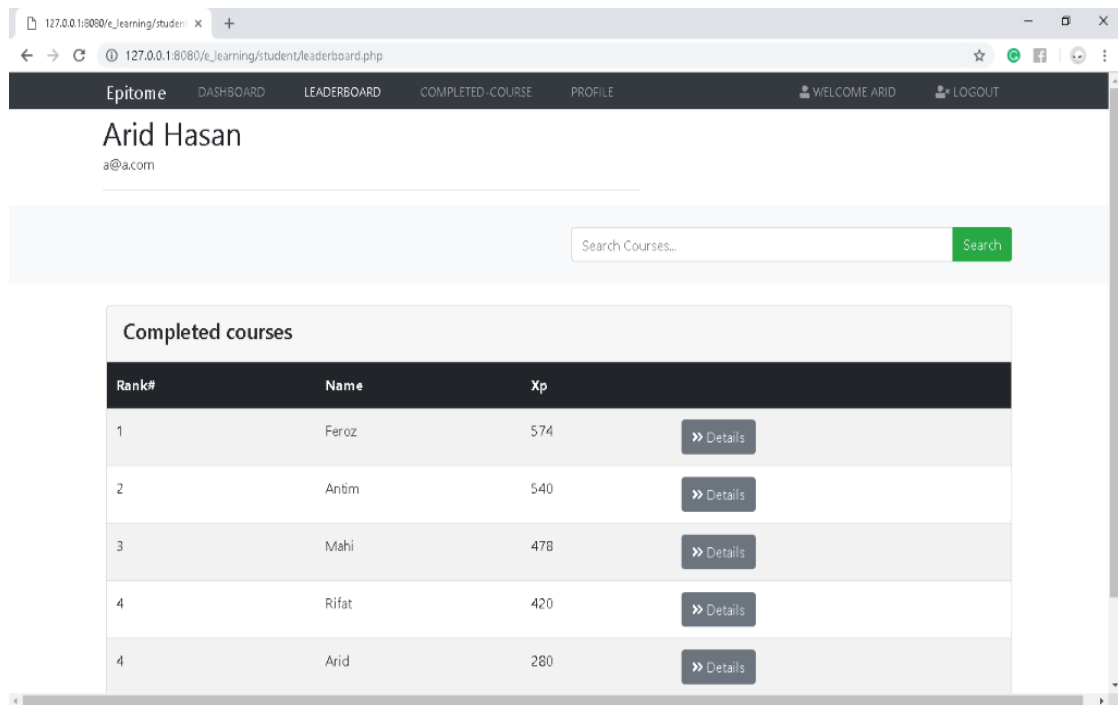 127.0.0.1:8080/e_learning/studen
127.0.0.1:8080/e_learning/student/leaderboard.php
Epitome DASHBOARD LEADERBOARD COMPLETED-COURSE PROFILE WELCOME ARID LOGOUT
Arid Hasan
a@a.com
Search Courses... Search
Completed courses
Rank# Name Xp
1 Feroz 574 Details
2 Antim 540 Details
3 Mahi 478 Details
4 Rifat 420 Details
4 Arid 280 Details